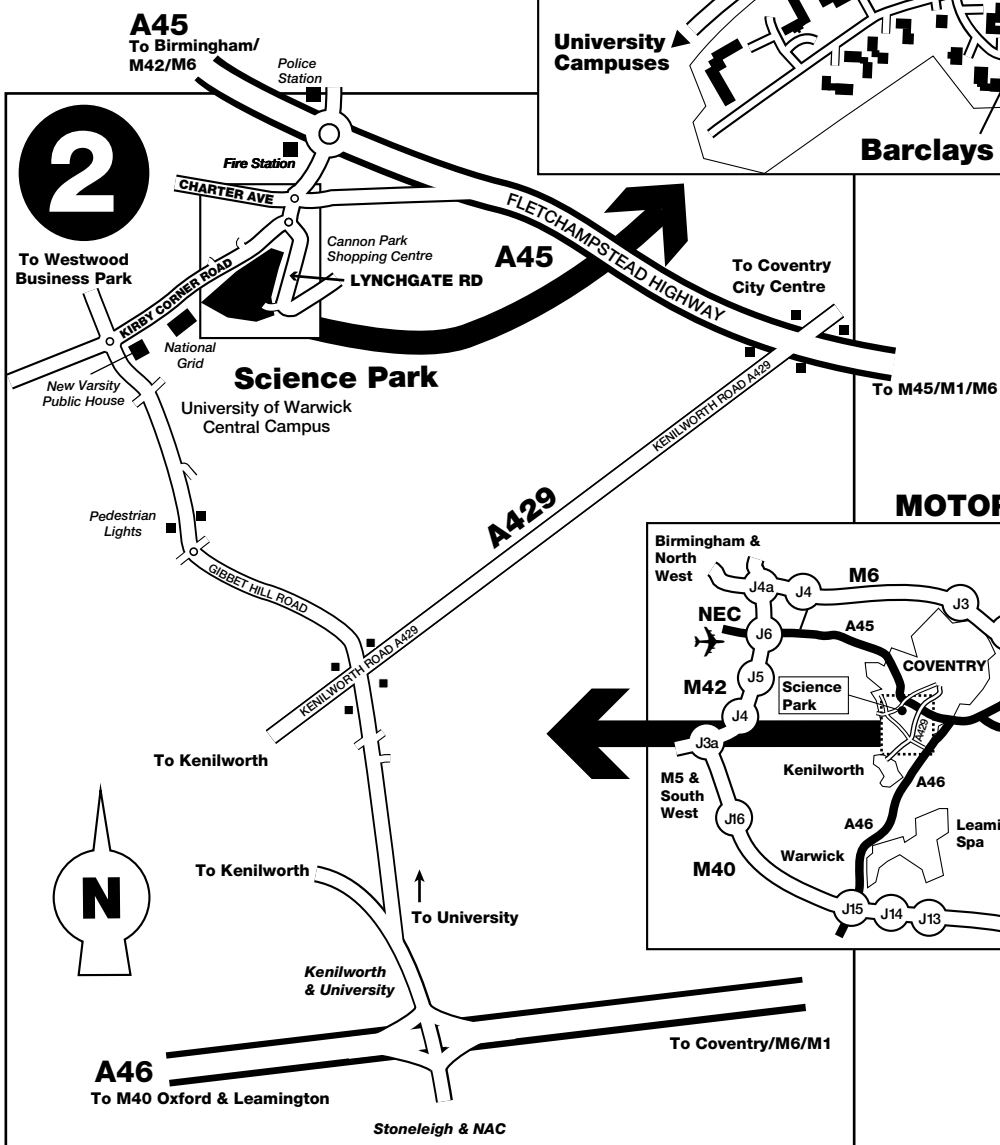 A45
To Birmingham/
M42/M6
Police
Station
Fire Station
2
CHARTER AVE
To Westwood
Business Park
KIRBY CORNER ROAD
Cannon Park
Shopping Centre
LYNCHGATE RD
A45
FLETCHAMPSTEAD HIGHWAY
To Coventry
City Centre
National
Grid
New Varsity
Public House
Science Park
University of Warwick
Central Campus
KENILWORTH ROAD A429
To M45/M1/M6
A429
Pedestrian
Lights
GIBBET HILL ROAD
KENILWORTH ROAD A429
To Kenilworth
N
To Kenilworth
To University
Kenilworth
& University
A46
To M40 Oxford & Leamington
To Coventry/M6/M1
Stoneleigh & NAC
University
Campuses
Barclays
MOTOR
Birmingham &
North
West
J4a
J4
M6
J3
NEC
J6
A45
COVENTRY
J5
M42
Science
Park
J4
A429
J3a
Kenilworth
M5 &
South
West
A46
J16
A46
Leami
Spa
Warwick
M40
J15
J14
J13